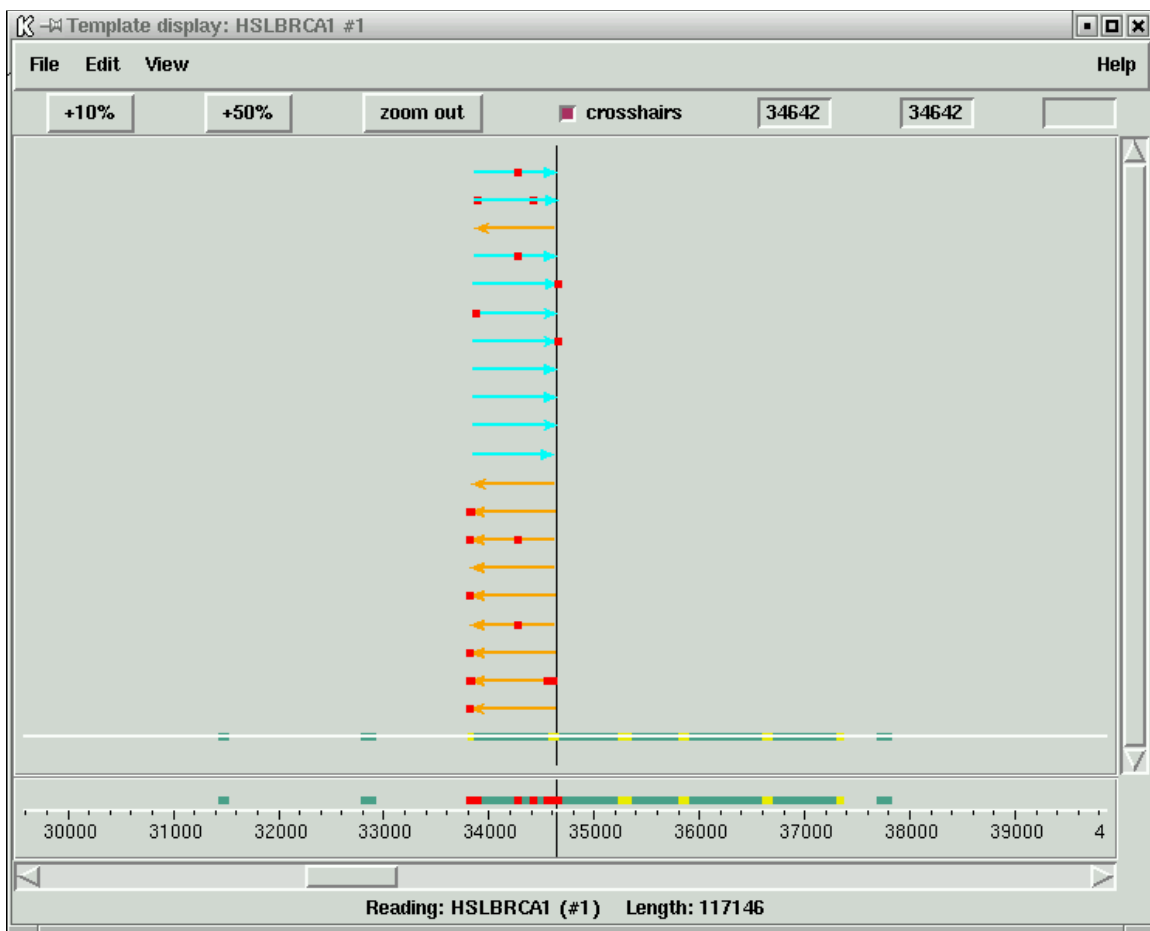 Template display: HSLBRCA1 #1
File Edit View Help
+10% +50% zoom out crosshairs 34642 34642
30000 31000 32000 33000 34000 35000 36000 37000 38000 39000 4
Reading: HSLBRCA1 (#1) Length: 117146